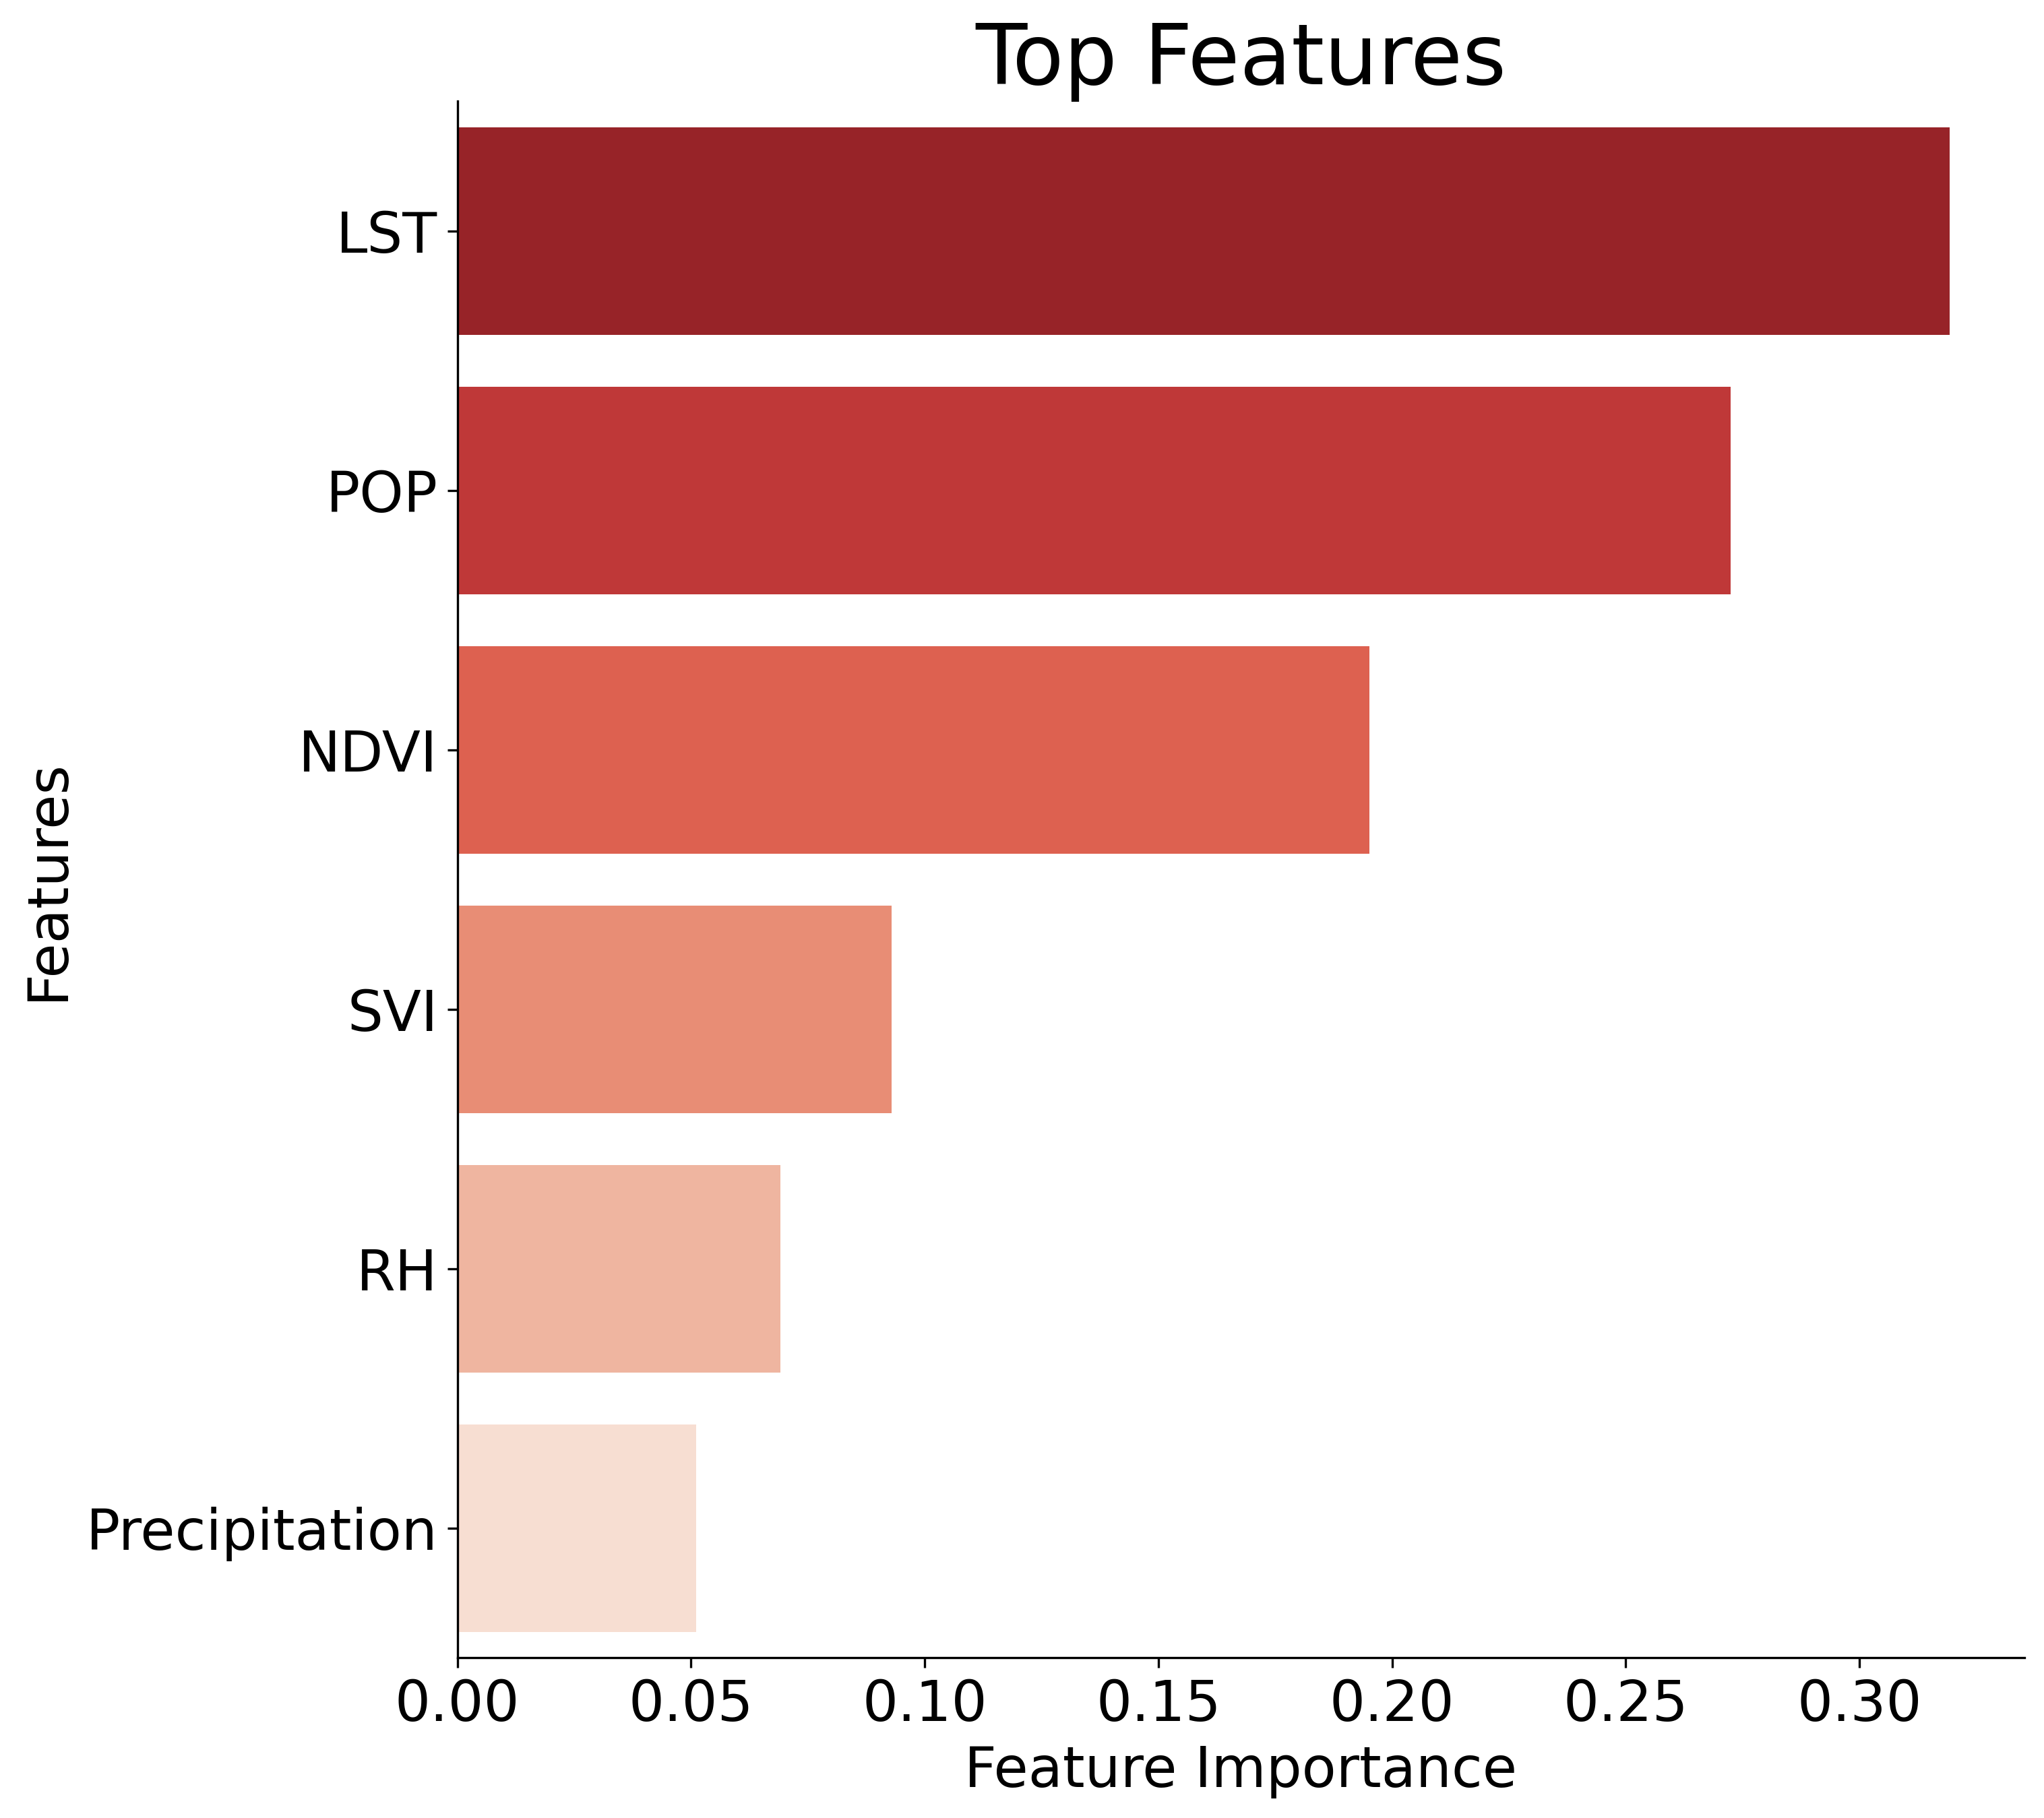 Top Features
LST
POP
NDVI
SVI
RH
Precipitation
Features
0.00 0.05 0.10 0.15 0.20 0.25 0.30
Feature Importance